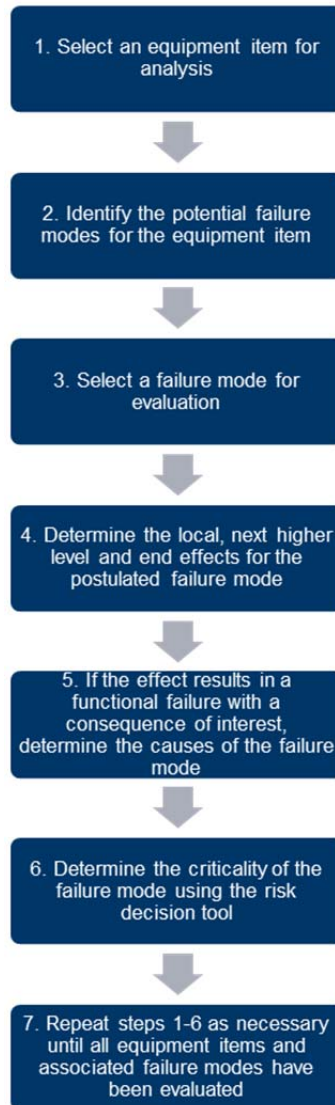 1. Select an equipment item for
analysis
2. Identify the potential failure
modes for the equipment item
3. Select a failure mode for
evaluation
4. Determine the local, next higher
level and end effects for the
postulated failure mode
5. If the effect results in a
functional failure with a
consequence of interest,
determine the causes of the failure
mode
6. Determine the criticality of the
failure mode using the risk
decision tool
7. Repeat steps 1-6 as necessary
until all equipment items and
associated failure modes have
been evaluated